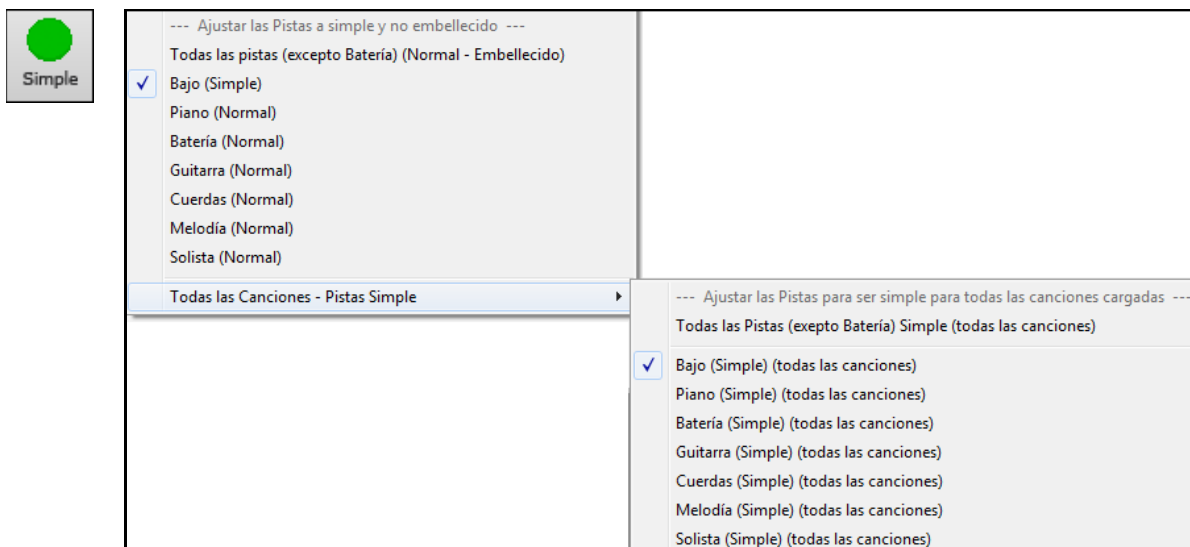 Simple
--- Ajustar las Pistas a simple y no embellecido ---
Todas las pistas (excepto Batería) (Normal - Embellecido)
Bajo (Simple)
Piano (Normal)
Batería (Normal)
Guitarra (Normal)
Cuerdas (Normal)
Melodía (Normal)
Solista (Normal)
Todas las Canciones - Pistas Simple
--- Ajustar las Pistas para ser simple para todas las canciones cargadas ---
Todas las Pistas (exepto Batería) Simple (todas las canciones)
Bajo (Simple) (todas las canciones)
Piano (Simple) (todas las canciones)
Batería (Simple) (todas las canciones)
Guitarra (Simple) (todas las canciones)
Cuerdas (Simple) (todas las canciones)
Melodía (Simple) (todas las canciones)
Solista (Simple) (todas las canciones)